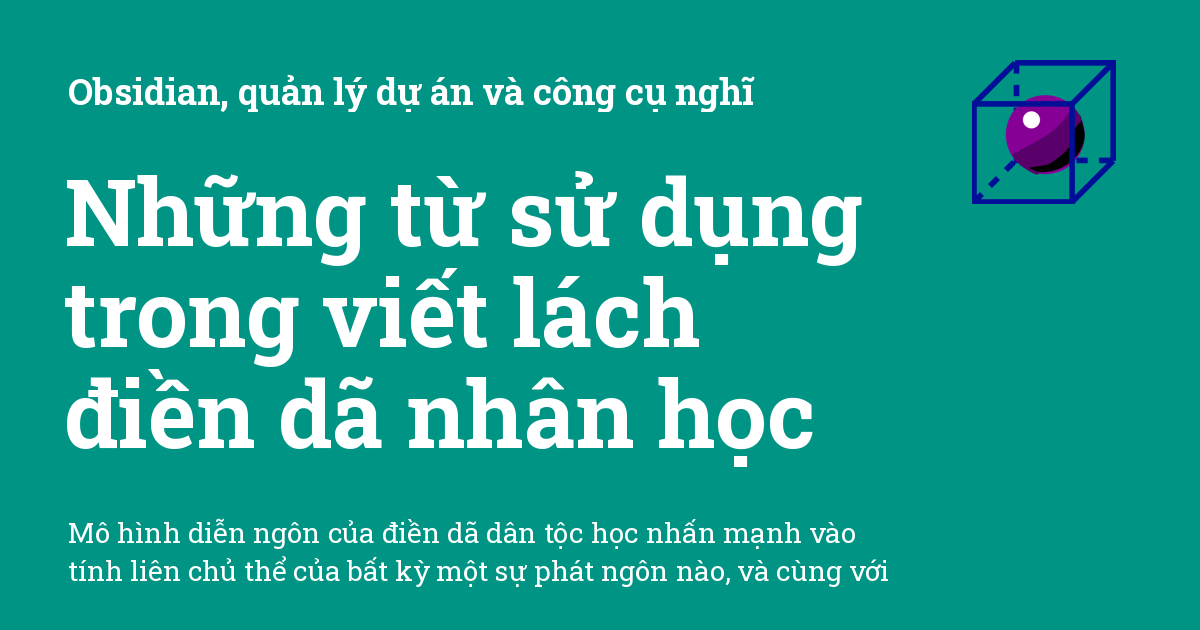 Obsidian, quản lý dự án và công cụ nghĩ
Những từ sử dụng
trong viết lách
điền dã nhân học
Mô hình diễn ngôn của điền dã dân tộc học nhấn mạnh vào
tính liên chủ thể của bất kỳ một sự phát ngôn nào, và cùng với